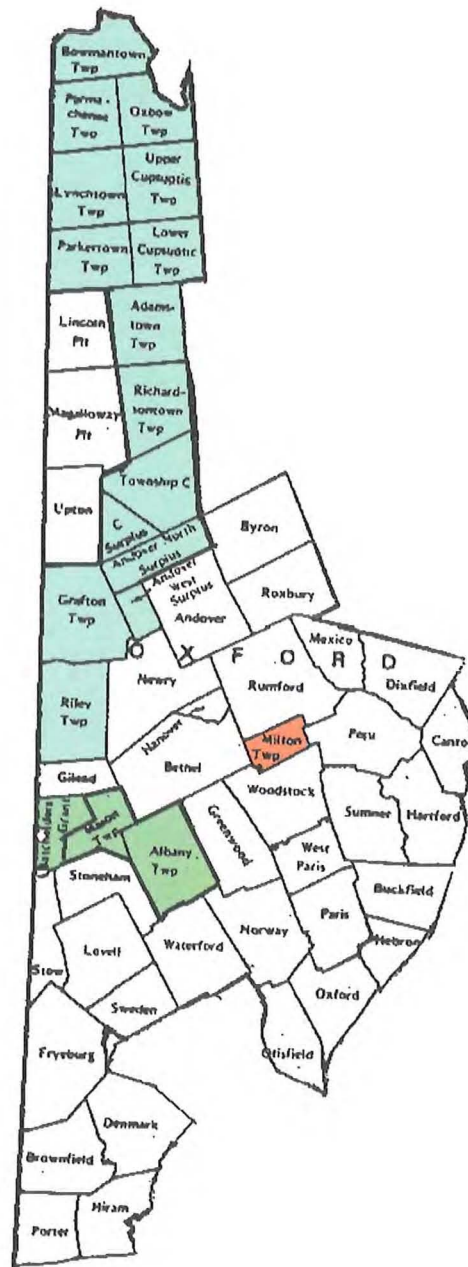 Bowmantown
Twp
Parma-
chenee
Twp
Oxbow
Twp
Lynchtown
Twp
Upper
Cupsuptic
Twp
Parkertown
Twp
Lower
Cupsuptic
Twp
Lincoln
Plt
Adams-
town
Twp
Magalloway
Plt
Richard-
sontown
Twp
Upton
Township C
C
Surplus
Andover North
Surplus
Andover
West Surplus
Byron
Grafton
Twp
Andover
Roxbury
O X F O R D
Newry
Rumford
Mexico
Dixfield
Riley
Twp
Hanover
Bethel
Milton
Twp
Peru
Canton
Gilead
Batchelders
Grant
Mason
Twp
Albany
Twp
Greenwood
Woodstock
Sumner
Hartford
Stoneham
West
Paris
Buckfield
Stow
Lovell
Waterford
Norway
Paris
Hebron
Sweden
Oxford
Otisfield
Fryeburg
Denmark
Brownfield
Porter
Hiram